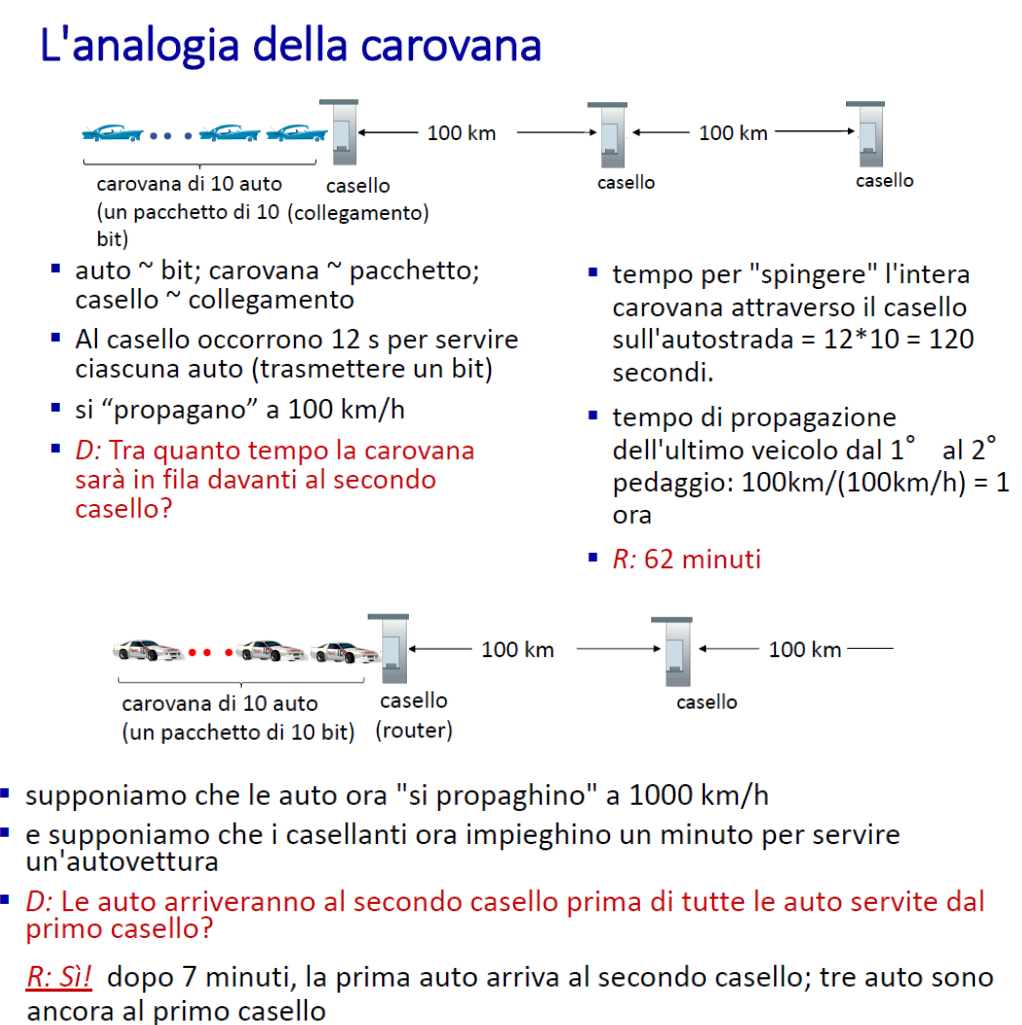 L'analogia della carovana
100 km
100 km
carovana di 10 auto
(un pacchetto di 10
bit)
casello
(collegamento)
casello
casello
auto ~ bit; carovana ~ pacchetto;
casello ~ collegamento
Al casello occorrono 12 s per servire
ciascuna auto (trasmettere un bit)
si “propagano” a 100 km/h
D: Tra quanto tempo la carovana
sarà in fila davanti al secondo
casello?
tempo per "spingere" l'intera
carovana attraverso il casello
sull'autostrada = 12*10 = 120
secondi.
tempo di propagazione
dell'ultimo veicolo dal 1° al 2°
pedaggio: 100km/(100km/h) = 1
ora
R: 62 minuti
100 km
100 km
carovana di 10 auto
(un pacchetto di 10 bit)
casello
(router)
casello
supponiamo che le auto ora "si propaghino" a 1000 km/h
e supponiamo che i casellanti ora impieghino un minuto per servire
un'autovettura
D: Le auto arriveranno al secondo casello prima di tutte le auto servite dal
primo casello?
R: Sì! dopo 7 minuti, la prima auto arriva al secondo casello; tre auto sono
ancora al primo casello